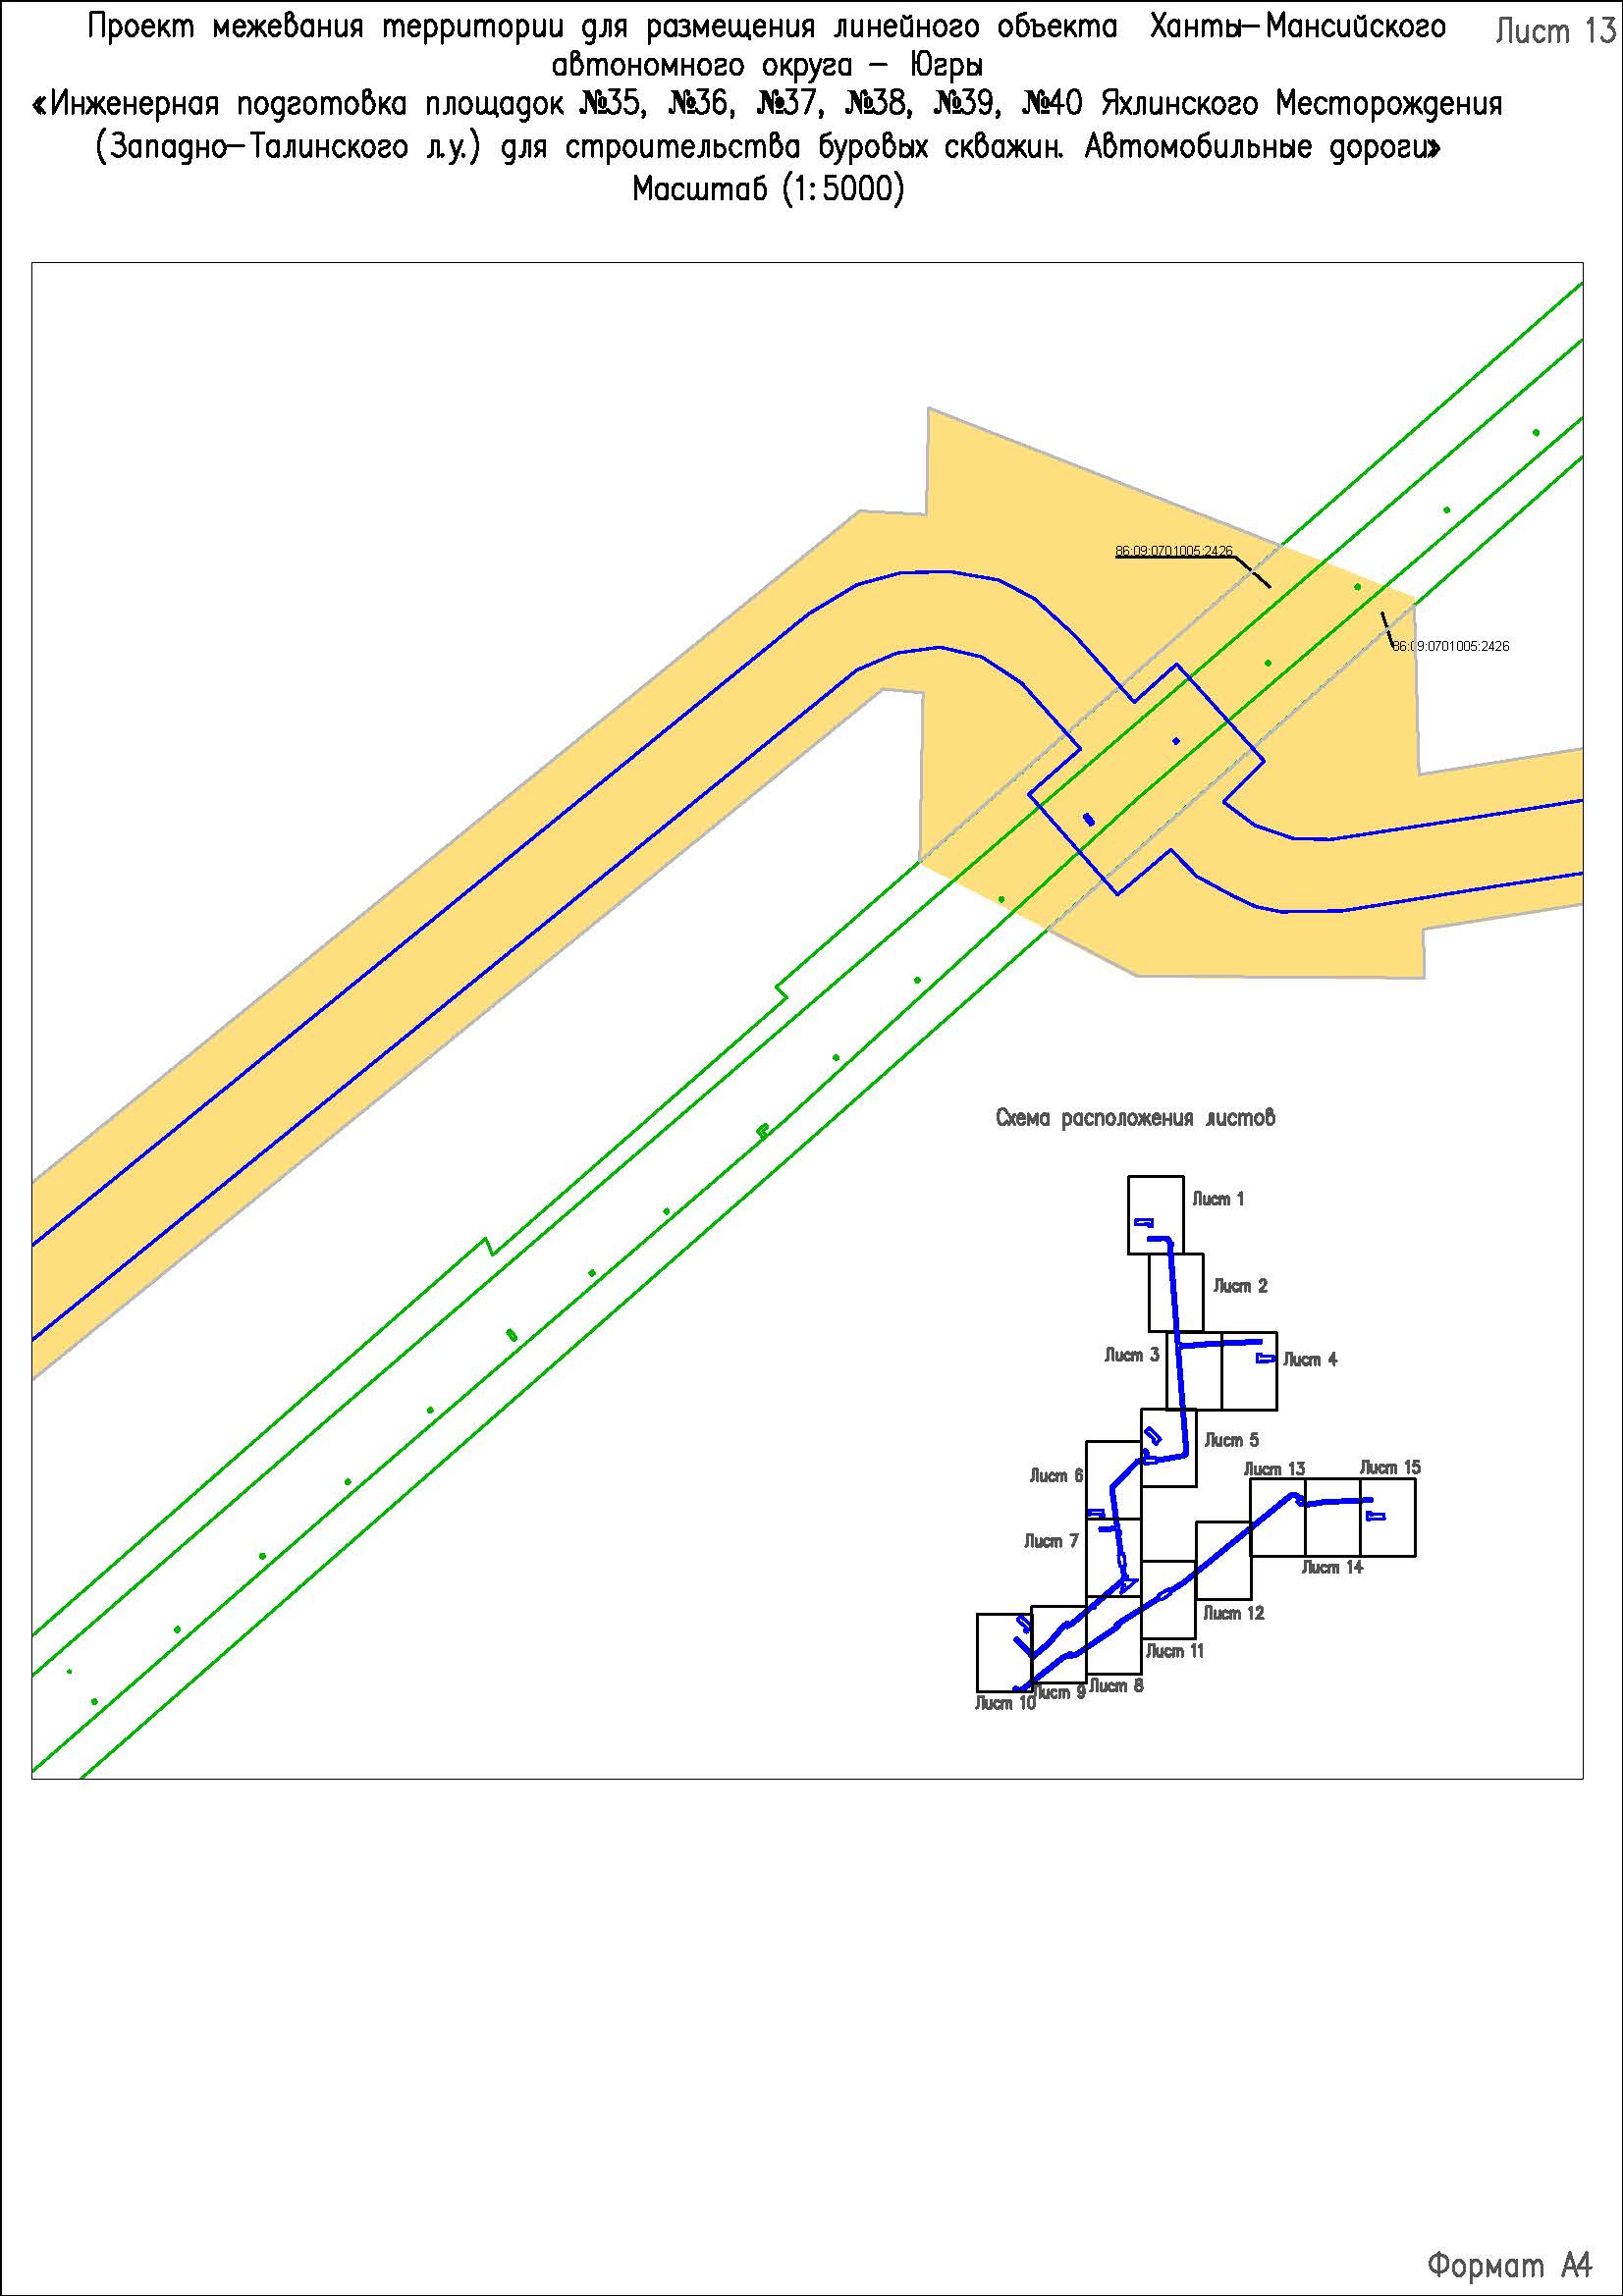 Проект межевания территории для размещения линейного объекта Ханты-Мансийского
Лист 13
автономного округа - Югры
«Инженерная подготовка площадок №35, №36, №37, №38, №39, №40 Яхлинского Месторождения
(Западно-Талинского л.у.) для строительства буровых скважин. Автомобильные дороги»
Масштаб (1:5000)
86:09:0701005:2426
86:09:0701005:2426
Схема расположения листов
Лист 1
Лист 2
Лист 3
Лист 4
Лист 5
Лист 6
Лист 13
Лист 15
Лист 7
Лист 14
Лист 12
Лист 11
Лист 8
Лист 9
Лист 10
Формат А4